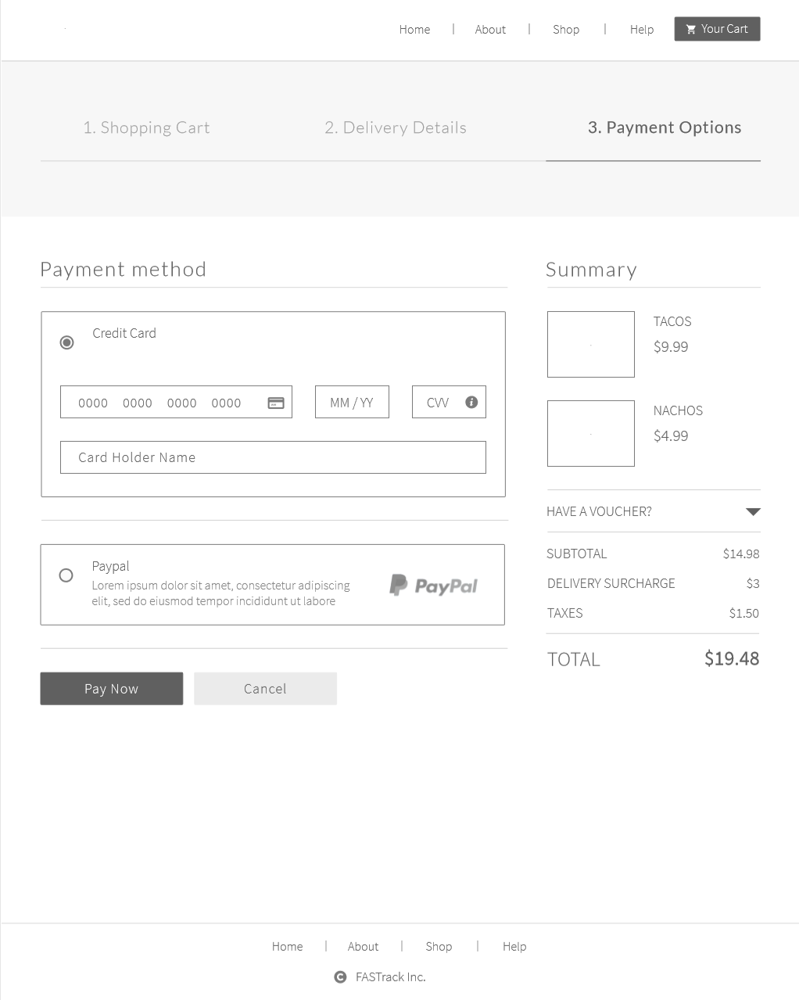 Home | About | Shop | Help Your Cart
1. Shopping Cart 2. Delivery Details 3. Payment Options
Payment method
Credit Card
0000 0000 0000 0000 MM / YY CVV
Card Holder Name
Paypal
Lorem ipsum dolor sit amet, consectetur adipiscing
elit, sed do eiusmod tempor incididunt ut labore
PayPal
Pay Now Cancel
Summary
TACOS
$9.99
NACHOS
$4.99
HAVE A VOUCHER?
SUBTOTAL $14.98
DELIVERY SURCHARGE $3
TAXES $1.50
TOTAL $19.48
Home | About | Shop | Help
© FASTrack Inc.